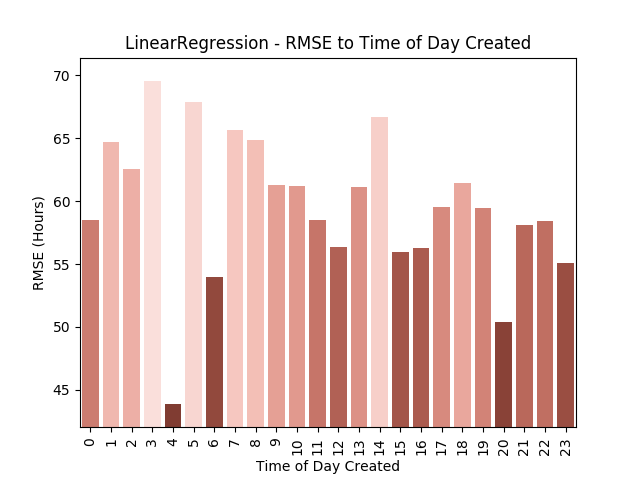 LinearRegression - RMSE to Time of Day Created
70
65
60
55
50
45
RMSE (Hours)
0 1 2 3 4 5 6 7 8 9 10 11 12 13 14 15 16 17 18 19 20 21 22 23
Time of Day Created